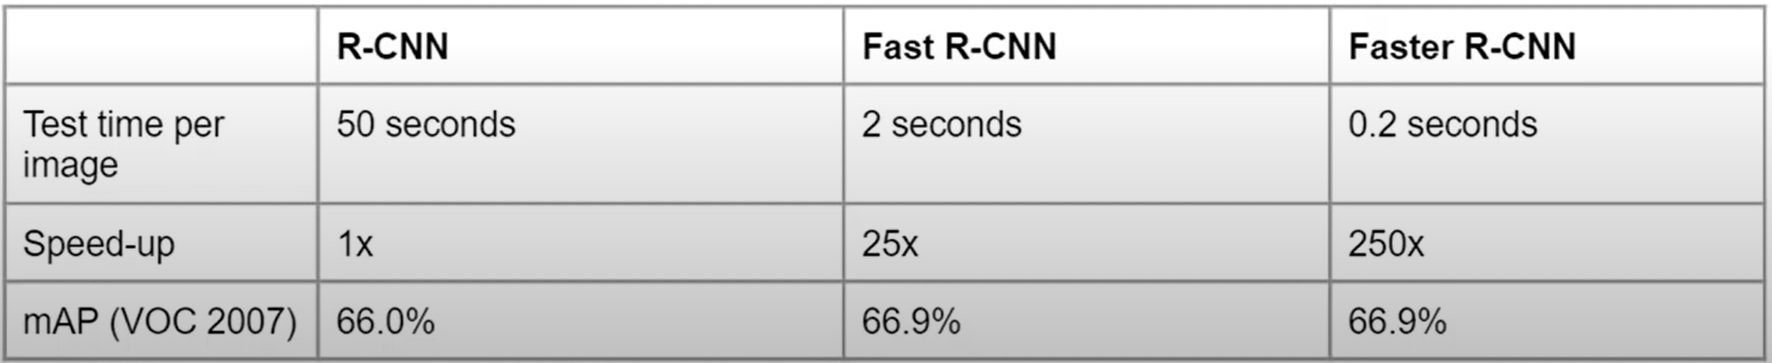 R-CNN Fast R-CNN Faster R-CNN
Test time per image 50 seconds 2 seconds 0.2 seconds
Speed-up 1x 25x 250x
mAP (VOC 2007) 66.0% 66.9% 66.9%